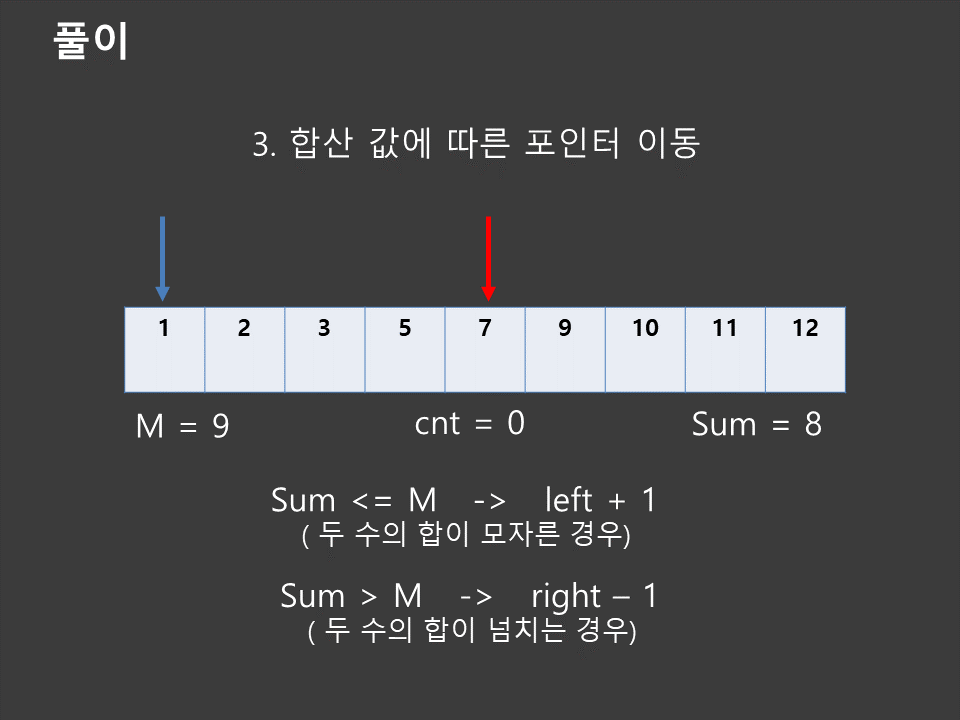 풀이
3. 합산 값에 따른 포인터 이동
1 2 3 5 7 9 10 11 12
M = 9 cnt = 0 Sum = 8
Sum <= M -> left + 1
( 두 수의 합이 모자른 경우)
Sum > M -> right – 1
( 두 수의 합이 넘치는 경우)